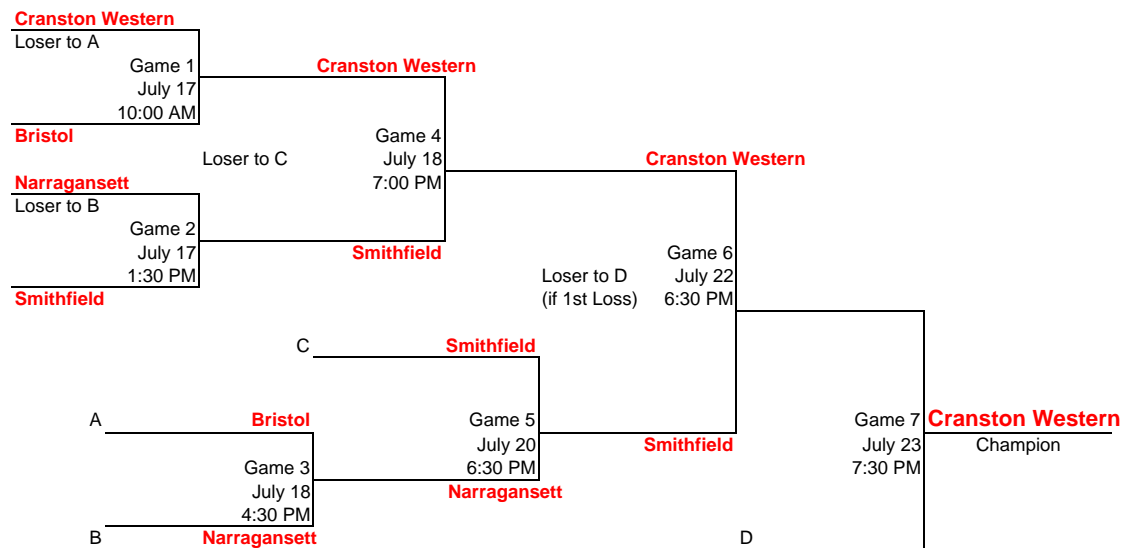 Cranston Western
Loser to A
Game 1
July 17
10:00 AM
Bristol
Cranston Western
Game 4
July 18
7:00 PM
Loser to C
Narragansett
Loser to B
Game 2
July 17
1:30 PM
Smithfield
Smithfield
Cranston Western
Game 6
July 22
6:30 PM
Loser to D
(if 1st Loss)
C
Smithfield
A
Bristol
Game 5
July 20
6:30 PM
Game 3
July 18
4:30 PM
Narragansett
B
Narragansett
Smithfield
Game 7
July 23
7:30 PM
Cranston Western
Champion
D